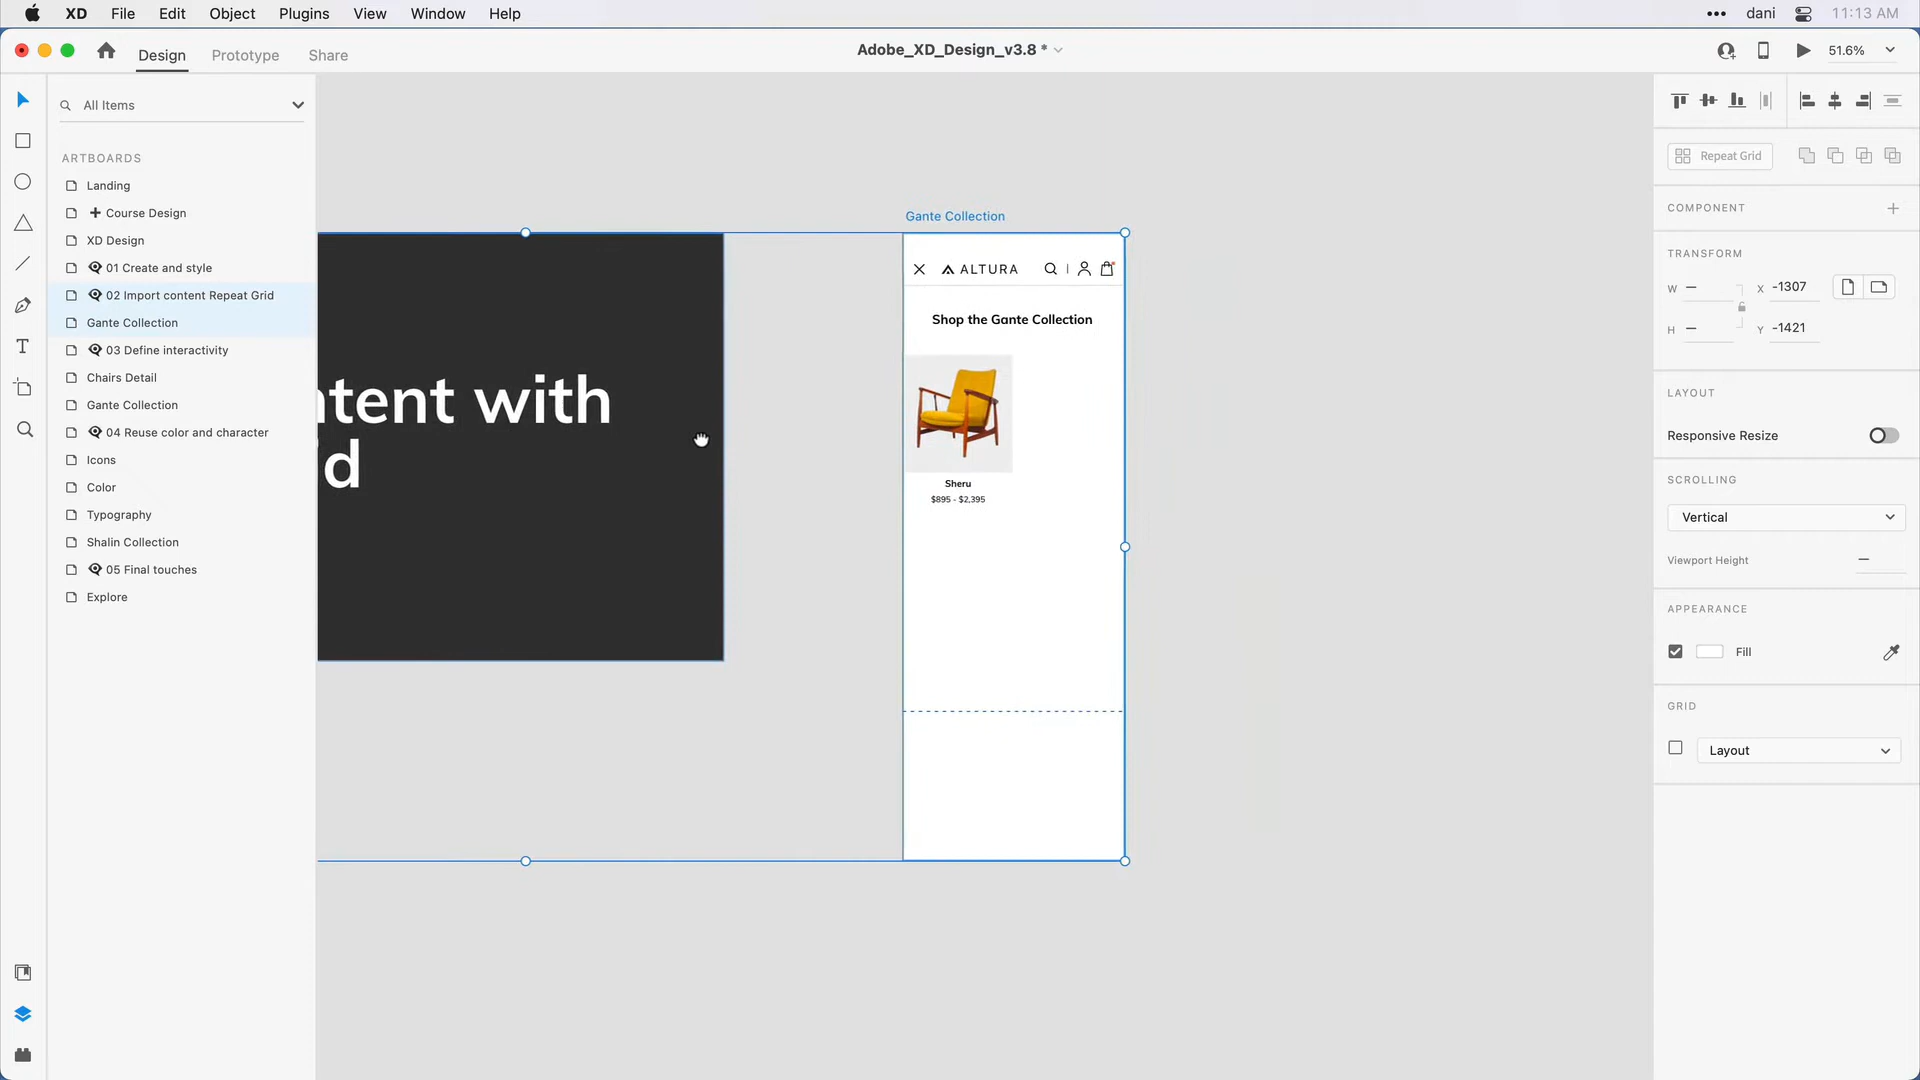 XD File Edit Object Plugins View Window Help
dani 11:13 AM
Design Prototype Share
Adobe_XD_Design_v3.8 *
51.6%
All Items
ARTBOARDS
Landing
Course Design
XD Design
01 Create and style
02 Import content Repeat Grid
Gante Collection
03 Define interactivity
Chairs Detail
Gante Collection
04 Reuse color and character
Icons
Color
Typography
Shalin Collection
05 Final touches
Explore
ntent with
d
Gante Collection
ALTURA
Shop the Gante Collection
Sheru
$895 - $2,395
Repeat Grid
COMPONENT
TRANSFORM
W — X -1307
H — Y -1421
LAYOUT
Responsive Resize
SCROLLING
Vertical
Viewport Height —
APPEARANCE
Fill
GRID
Layout